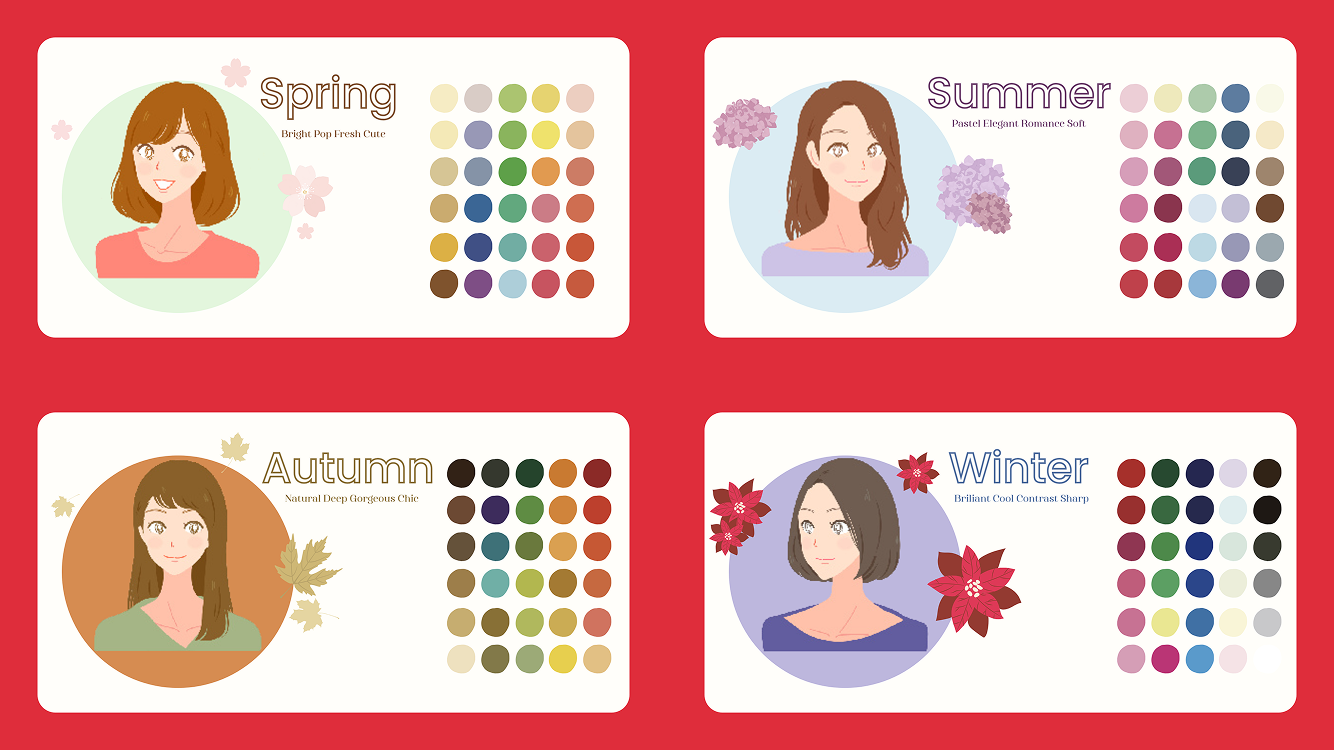 Spring
Bright Pop Fresh Cute
Summer
Pastel Elegant Romance Soft
Autumn
Natural Deep Gorgeous Chic
Winter
Briliant Cool Contrast Sharp